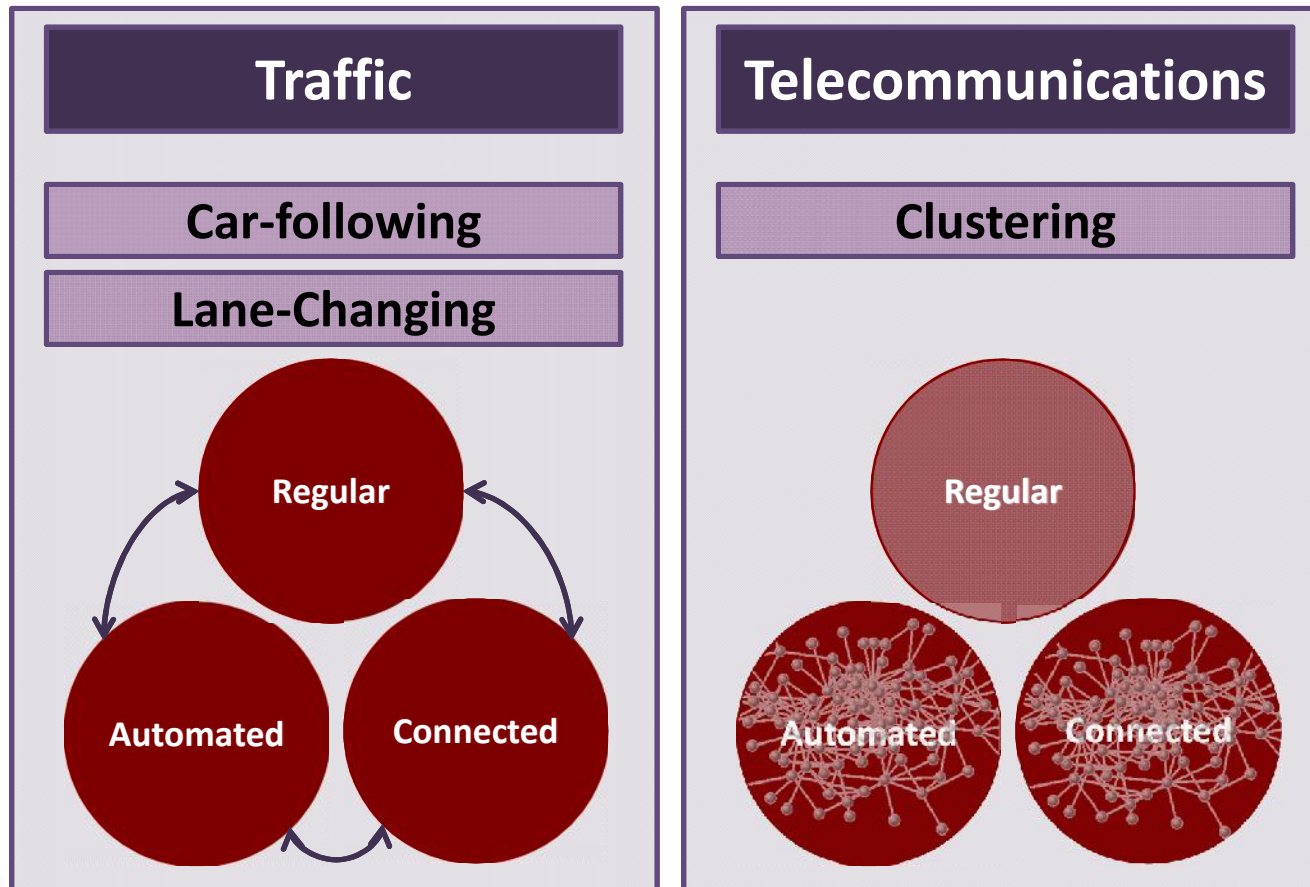 Traffic
Car-following
Lane-Changing
Regular
Automated
Connected
Telecommunications
Clustering
Regular
Automated
Connected